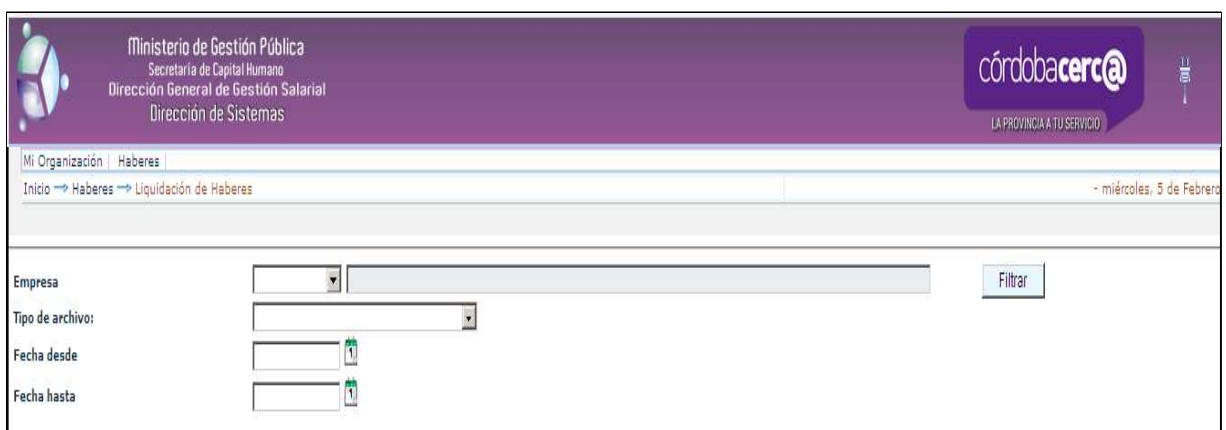 Ministerio de Gestión Pública
Secretaría de Capital Humano
Dirección General de Gestión Salarial
Dirección de Sistemas
córdobacerc@
LA PROVINCIA A TU SERVICIO
Mi Organización | Haberes
Inicio ⇒ Haberes ⇒ Liquidación de Haberes
- miércoles, 5 de Febrero
Empresa
Filtrar
Tipo de archivo:
Fecha desde
1
Fecha hasta
1